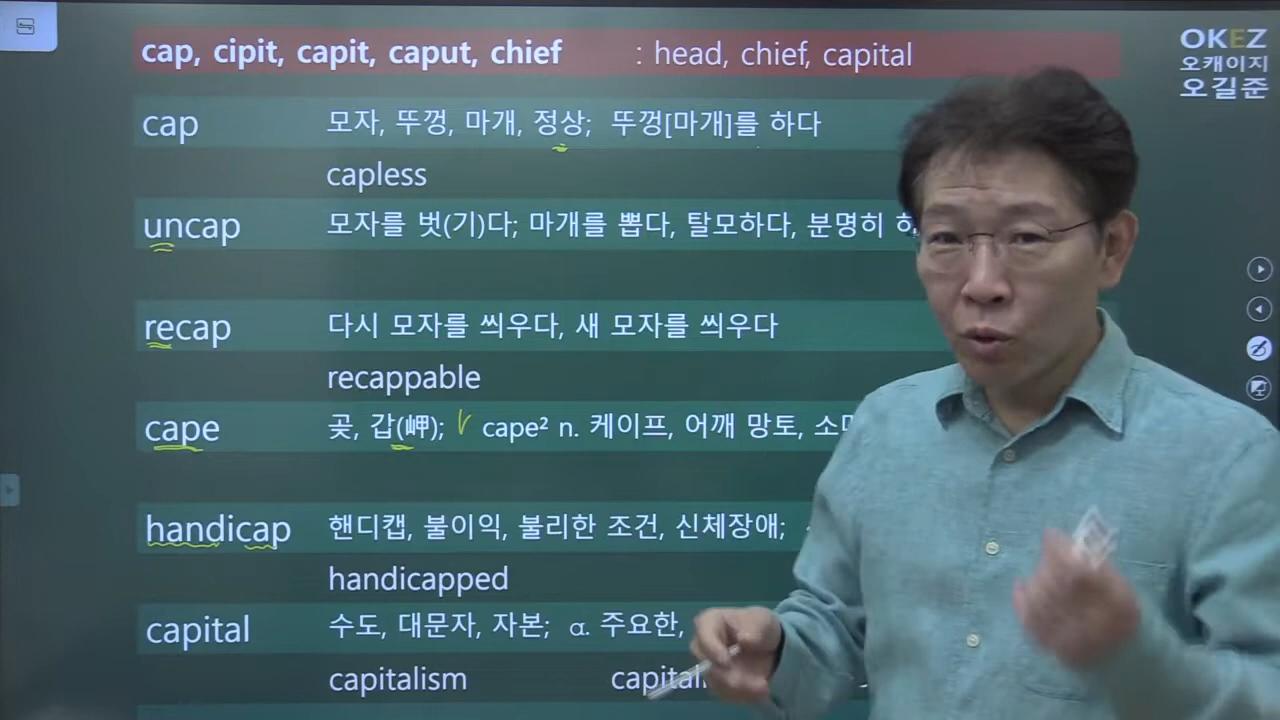 cap, cipit, capit, caput, chief : head, chief, capital
OKEZ
오캐이지
오길준
cap 모자, 뚜껑, 마개, 정상; 뚜껑[마개]를 하다
capless
uncap 모자를 벗(기)다; 마개를 뽑다, 탈모하다, 분명히
recap 다시 모자를 씌우다, 새 모자를 씌우다
recappable
cape 곶, 갑(岬); cape² n. 케이프, 어깨 망토,
handicap 핸디캡, 불이익, 불리한 조건, 신체장애;
handicapped
capital 수도, 대문자, 자본; α. 주요한,
capitalism